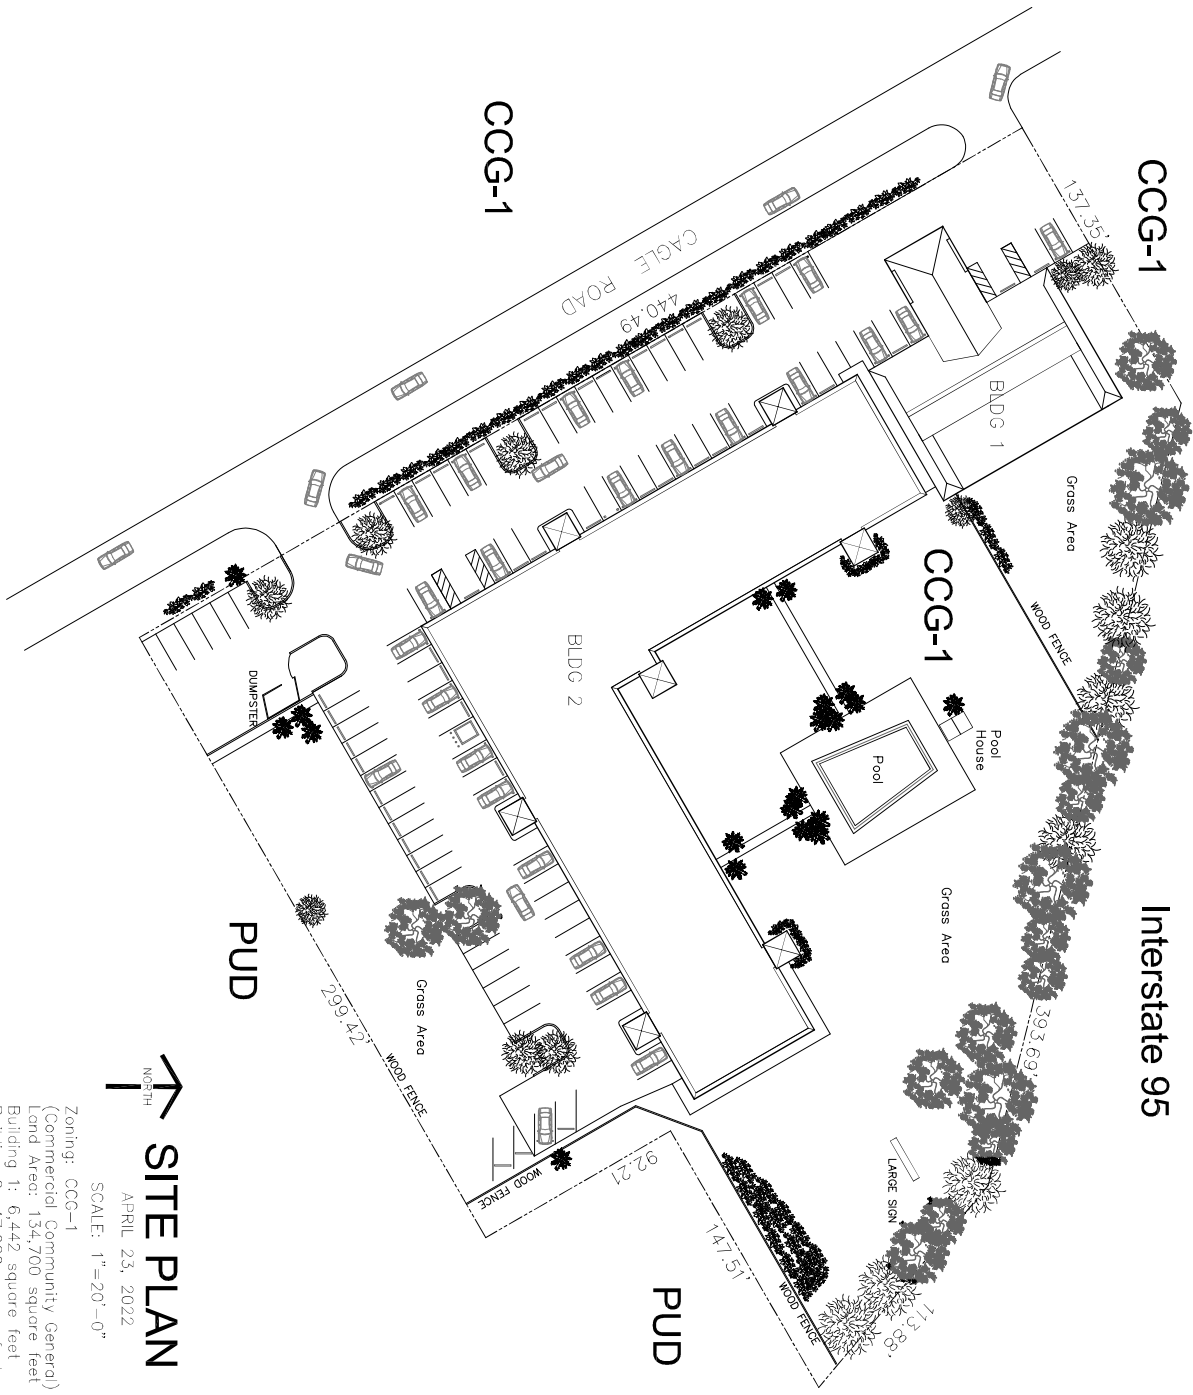 CCG-1
137.35'
CCG-1
CAGLE ROAD
440.49
BLDG 1
Grass Area
WOOD FENCE
CCG-1
BLDG 2
Pool
House
Pool
DUMPSTER
Grass Area
Interstate 95
393.69'
PUD
Grass Area
299.42'
WOOD FENCE
WOOD FENCE
92.21
147.51'
LARGE SIGN
WOOD FENCE
113.88'
PUD
NORTH
SITE PLAN
APRIL 23, 2022
SCALE: 1"=20'-0"
Zoning: CCG-1
(Commercial Community General)
Land Area: 134,700 square feet
Building 1: 6,442 square feet